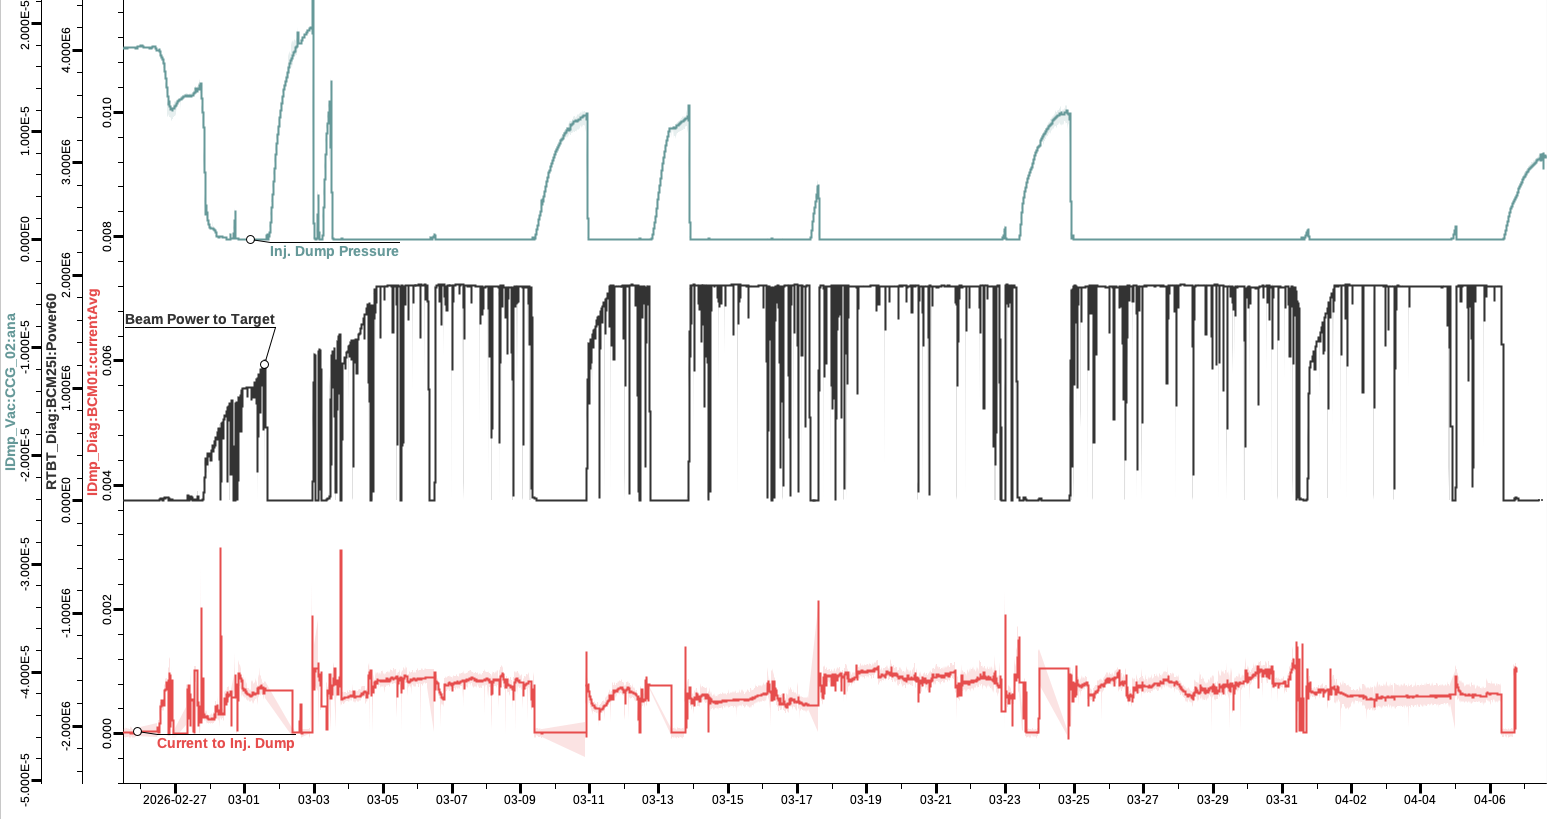 IDmp_Vac:CCG_02:ana
2.000E-5
1.000E-5
0.000E0
-1.000E-5
-2.000E-5
-3.000E-5
-4.000E-5
-5.000E-5
RTBT_Diag:BCM25I:Power60
4.000E6
3.000E6
2.000E6
1.000E6
0.000E0
-1.000E6
-2.000E6
IDmp_Diag:BCM01:currentAvg
0.010
0.008
0.006
0.004
0.002
0.000
Inj. Dump Pressure
Beam Power to Target
Current to Inj. Dump
2026-02-27 03-01 03-03 03-05 03-07 03-09 03-11 03-13 03-15 03-17 03-19 03-21 03-23 03-25 03-27 03-29 03-31 04-02 04-04 04-06